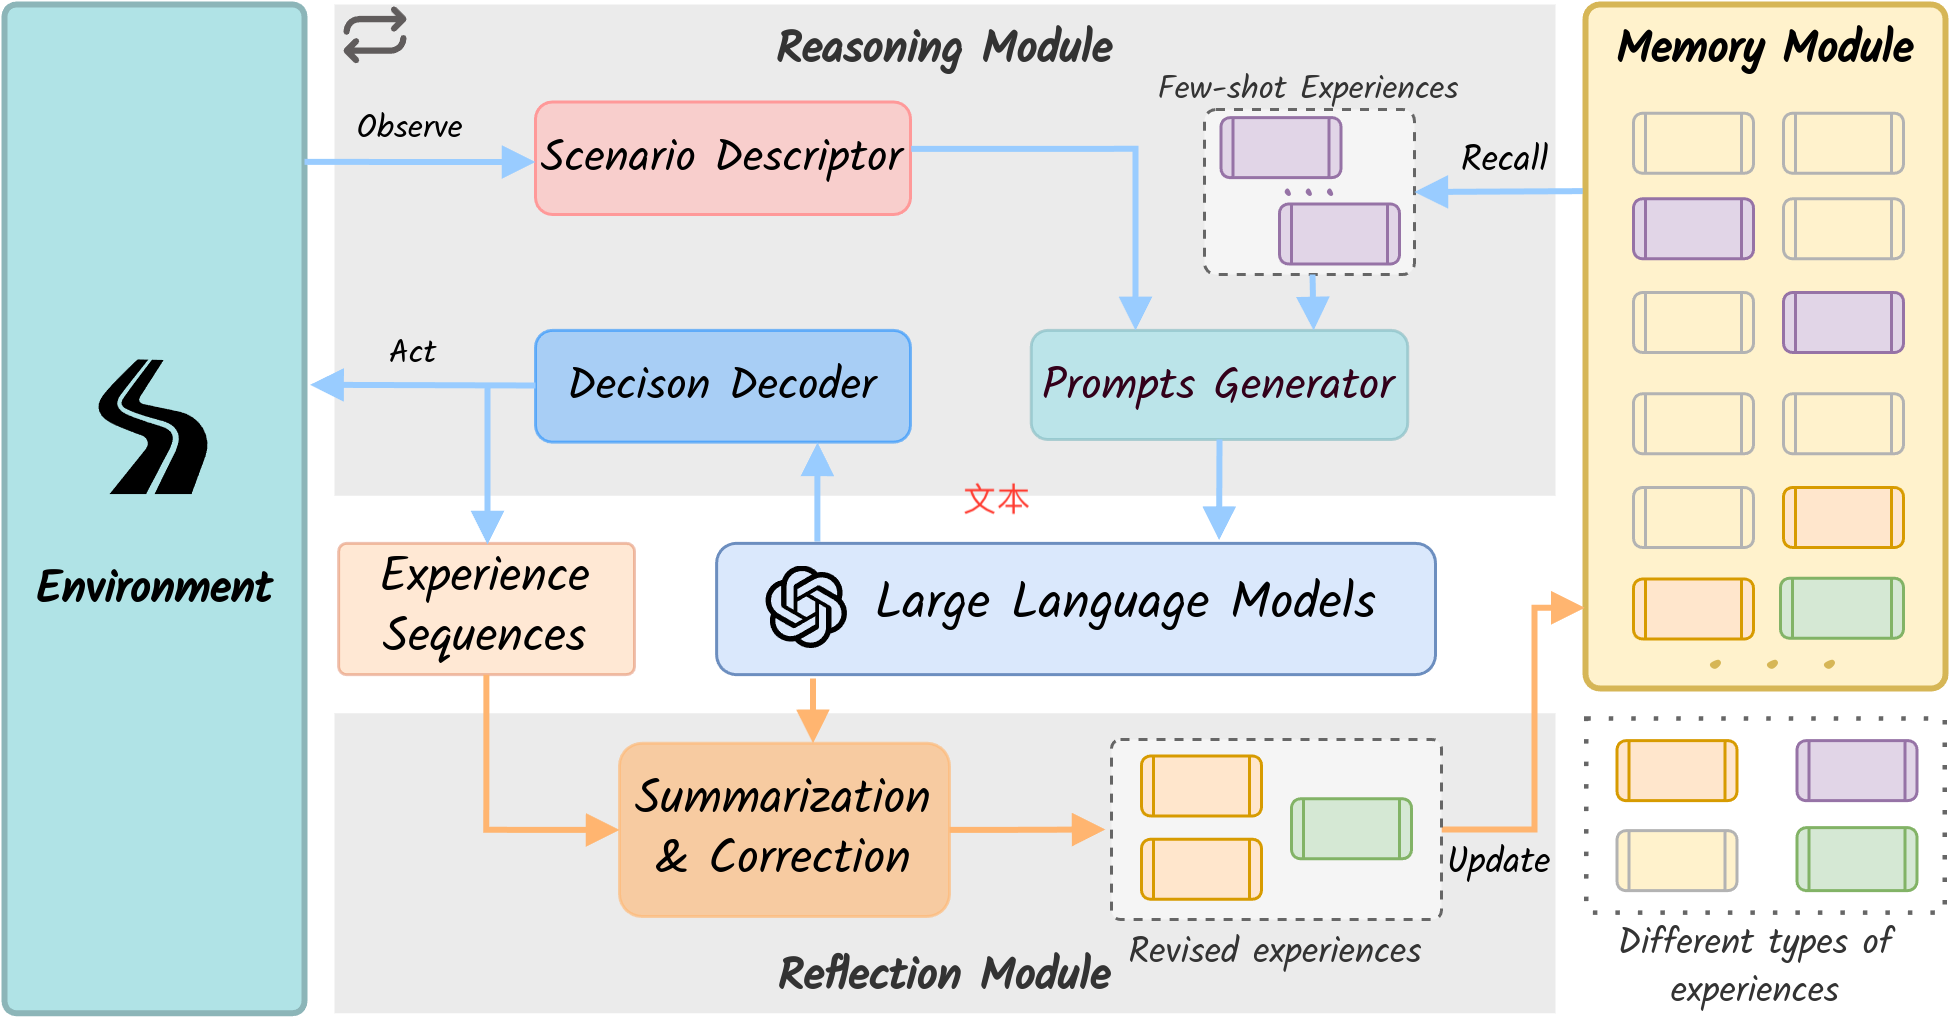 Reasoning Module
Memory Module
Few-shot Experiences
Observe
Scenario Descriptor
Recall
Act
Decison Decoder
Prompts Generator
文本
Environment
Experience
Sequences
Large Language Models
Summarization
& Correction
Update
Revised experiences
Reflection Module
Different types of
experiences